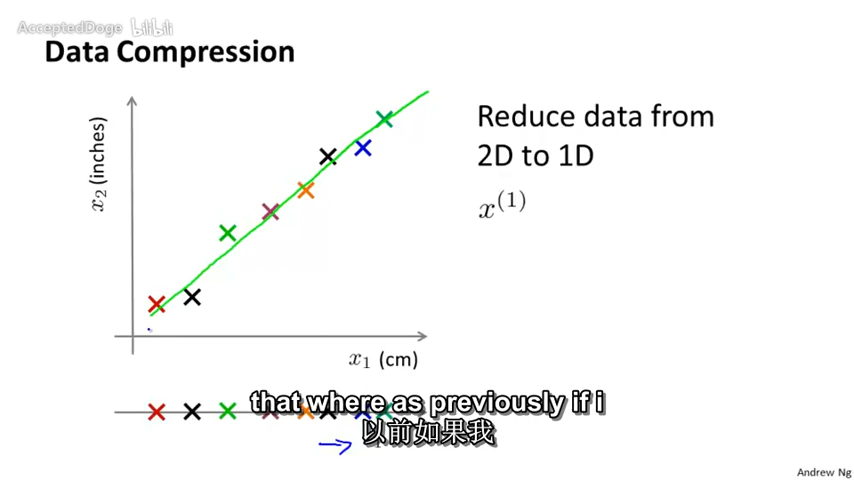 AcceptedDoge bilibili
Data Compression
x₂ (inches)
x₁ (cm)
Reduce data from
2D to 1D
x⁽¹⁾
that where as previously if i
以前如果我
Andrew Ng